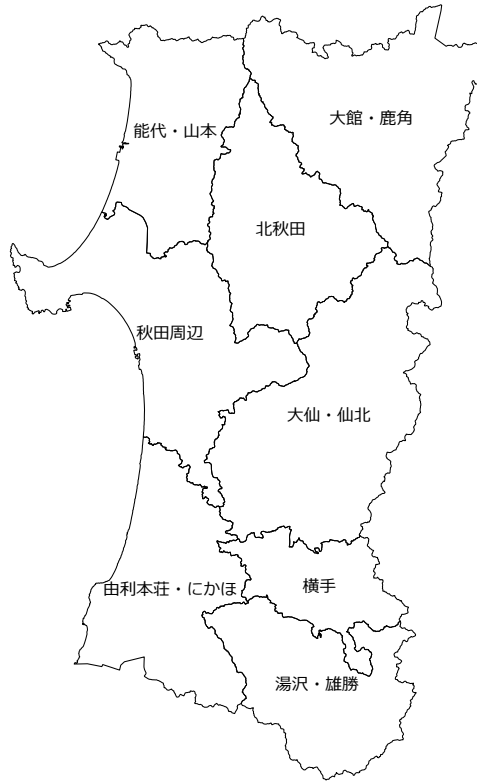 大館・鹿角
能代・山本
北秋田
秋田周辺
大仙・仙北
横手
由利本荘・にかほ
湯沢・雄勝